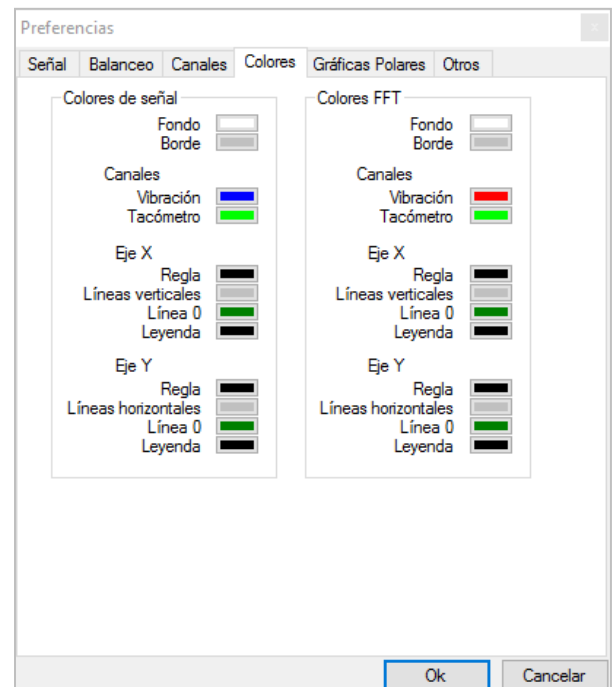 Preferencias
x
Señal Balanceo Canales Colores Gráficas Polares Otros
Colores de señal
Fondo
Borde
Canales
Vibración
Tacómetro
Eje X
Regla
Líneas verticales
Línea 0
Leyenda
Eje Y
Regla
Líneas horizontales
Línea 0
Leyenda
Colores FFT
Fondo
Borde
Canales
Vibración
Tacómetro
Eje X
Regla
Líneas verticales
Línea 0
Leyenda
Eje Y
Regla
Líneas horizontales
Línea 0
Leyenda
Ok Cancelar